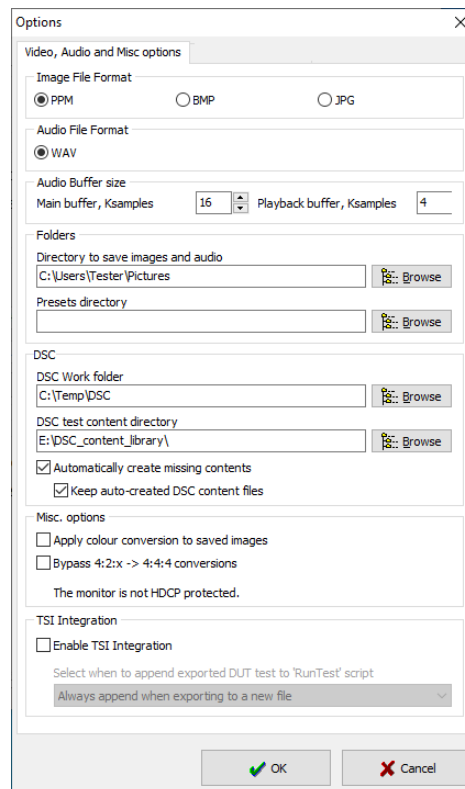 Options
Video, Audio and Misc options
Image File Format
PPM BMP JPG
Audio File Format
WAV
Audio Buffer size
Main buffer, Ksamples 16 Playback buffer, Ksamples 4
Folders
Directory to save images and audio
C:\Users\Tester\Pictures Browse
Presets directory
Browse
DSC
DSC Work folder
C:\Temp\DSC Browse
DSC test content directory
E:\DSC_content_library\ Browse
Automatically create missing contents
Keep auto-created DSC content files
Misc. options
Apply colour conversion to saved images
Bypass 4:2:x -> 4:4:4 conversions
The monitor is not HDCP protected.
TSI Integration
Enable TSI Integration
Select when to append exported DUT test to 'RunTest' script
Always append when exporting to a new file
OK Cancel